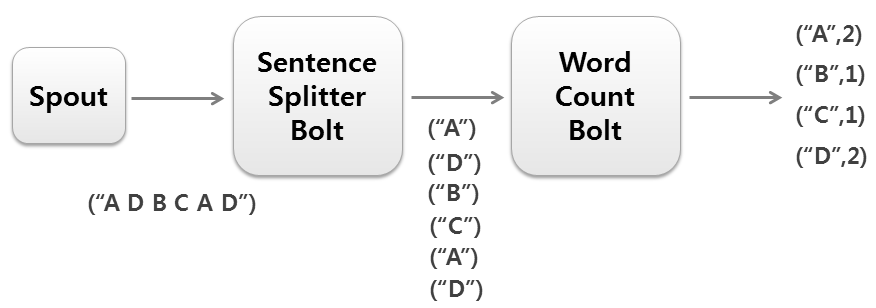 Spout
(“A D B C A D”)
Sentence
Splitter
Bolt
(“A”)
(“D”)
(“B”)
(“C”)
(“A”)
(“D”)
Word
Count
Bolt
(“A”,2)
(“B”,1)
(“C”,1)
(“D”,2)